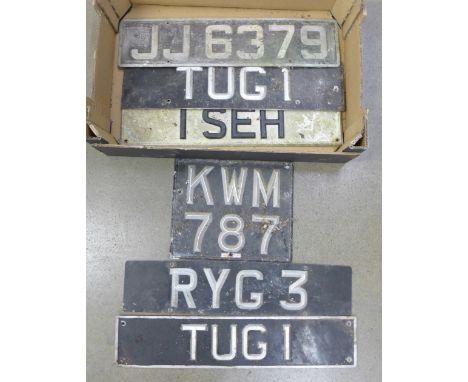 JJ 6379
TUG 1
1 SEH
KWM
787
RYG 3
TUG 1